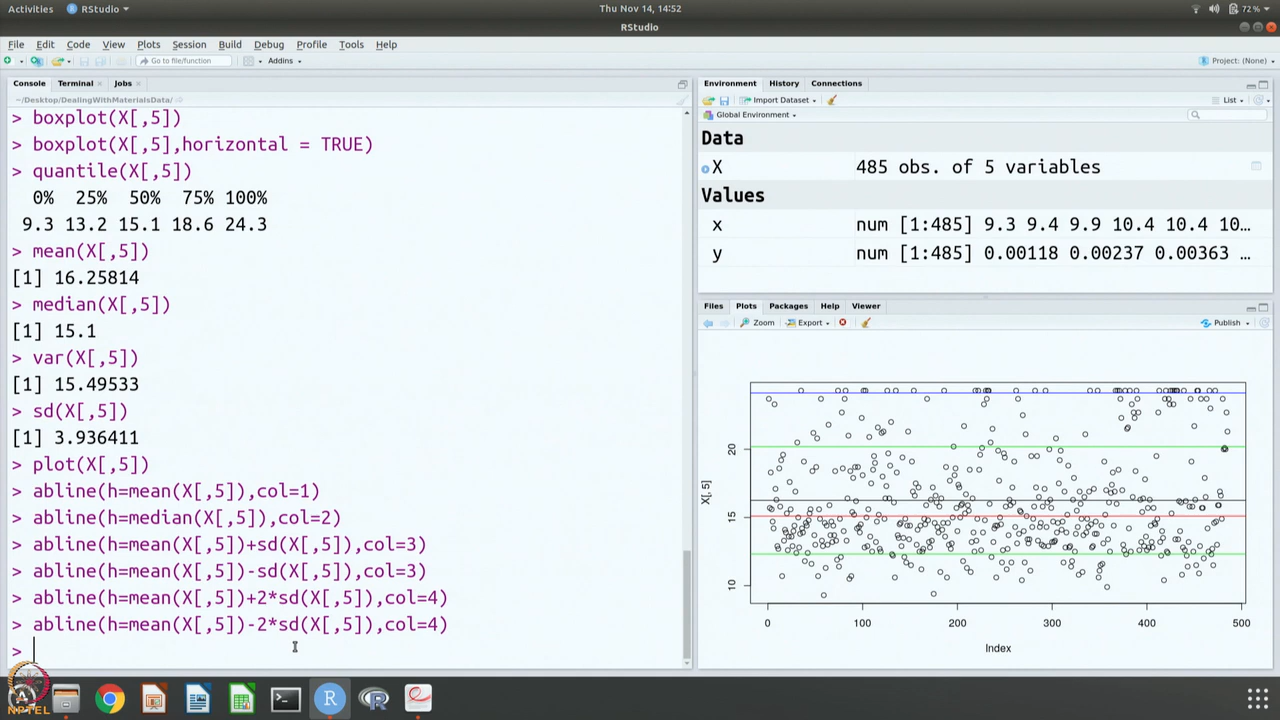 Activities RStudio Thu Nov 14, 14:52 72%
RStudio
File Edit Code View Plots Session Build Debug Profile Tools Help
Go to file/function Addins Project: (None)
Console Terminal Jobs
~/Desktop/DealingWithMaterialsData/
> boxplot(X[,5])
> boxplot(X[,5],horizontal = TRUE)
> quantile(X[,5])
0% 25% 50% 75% 100%
9.3 13.2 15.1 18.6 24.3
> mean(X[,5])
[1] 16.25814
> median(X[,5])
[1] 15.1
> var(X[,5])
[1] 15.49533
> sd(X[,5])
[1] 3.936411
> plot(X[,5])
> abline(h=mean(X[,5]),col=1)
> abline(h=median(X[,5]),col=2)
> abline(h=mean(X[,5])+sd(X[,5]),col=3)
> abline(h=mean(X[,5])-sd(X[,5]),col=3)
> abline(h=mean(X[,5])+2*sd(X[,5]),col=4)
> abline(h=mean(X[,5])-2*sd(X[,5]),col=4)
>
Environment History Connections
Import Dataset List
Global Environment
Data
X 485 obs. of 5 variables
Values
x num [1:485] 9.3 9.4 9.9 10.4 10.4 10…
y num [1:485] 0.00118 0.00237 0.00363 …
Files Plots Packages Help Viewer
Zoom Export Publish
20
15
10
X[, 5]
0 100 200 300 400 500
Index
NPTEL